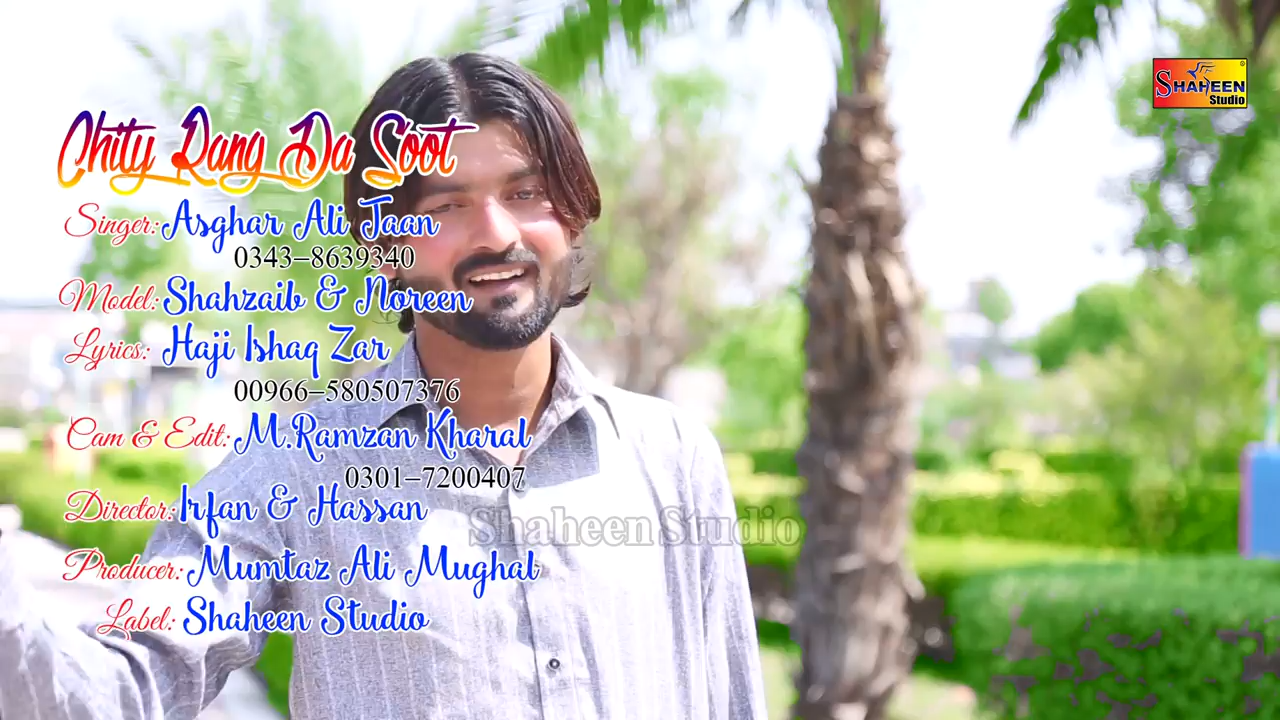 Chity Rang Da Soot
Singer: Asghar Ali Jaan
0343-8639340
Model: Shahzaib & Noreen
Lyrics: Haji Ishaq Zar
00966-580507376
Cam & Edit: M.Ramzan Kharal
0301-7200407
Director: Irfan & Hassan
Producer: Mumtaz Ali Mughal
Label: Shaheen Studio
Shaheen Studio
SHAHEEN
Studio